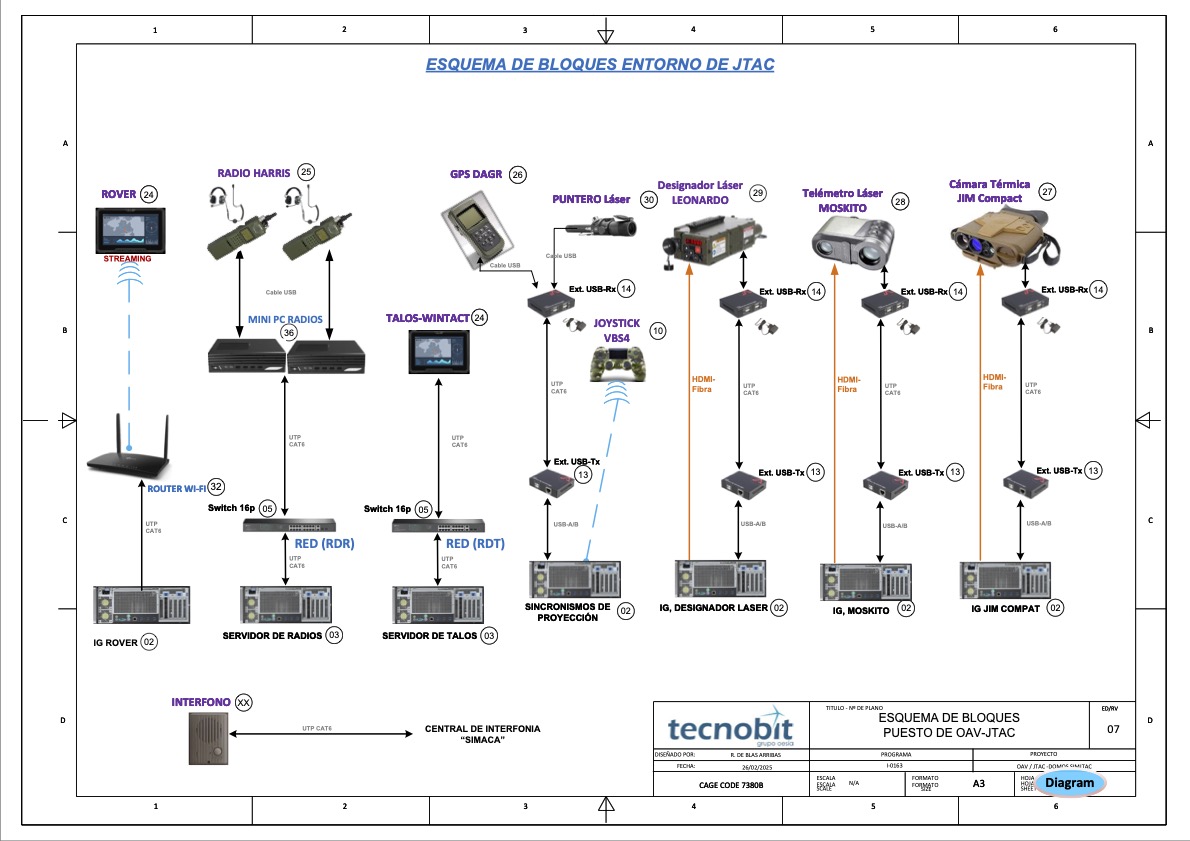 1 2 3 4 5 6
ESQUEMA DE BLOQUES ENTORNO DE JTAC
A A
B B
C C
D D
ROVER 24
STREAMING
ROUTER WI-FI 32
UTP
CAT6
IG ROVER 02
RADIO HARRIS 25
Cable USB
MINI PC RADIOS
36
UTP
CAT6
Switch 16p 05
RED (RDR)
UTP
CAT6
SERVIDOR DE RADIOS 03
TALOS-WINTACT 24
UTP
CAT6
Switch 16p 05
RED (RDT)
UTP
CAT6
SERVIDOR DE TALOS 03
GPS DAGR 26
Cable USB
PUNTERO Láser 30
Cable USB
Ext. USB-Rx 14
JOYSTICK
VBS4
10
UTP
CAT6
Ext. USB-Tx
13
USB-A/B
SINCRONISMOS DE
PROYECCIÓN
02
Designador Láser
LEONARDO
29
Ext. USB-Rx 14
HDMI-
Fibra
UTP
CAT6
Ext. USB-Tx 13
USB-A/B
IG, DESIGNADOR LASER 02
Telémetro Láser
MOSKITO
28
Ext. USB-Rx 14
HDMI-
Fibra
UTP
CAT6
Ext. USB-Tx 13
USB-A/B
IG, MOSKITO 02
Cámara Térmica
JIM Compact
27
Ext. USB-Rx 14
HDMI-
Fibra
UTP
CAT6
Ext. USB-Tx 13
USB-A/B
IG JIM COMPAT 02
INTERFONO XX
UTP CAT6
CENTRAL DE INTERFONIA
“SIMACA”
tecnobit
grupo oesía
TITULO - Nº DE PLANO
ESQUEMA DE BLOQUES
PUESTO DE OAV-JTAC
ED/RV
07
DISEÑADO POR: R. DE BLAS ARRIBAS
PROGRAMA PROYECTO
FECHA: 26/02/2025
I-0163
OAV / JTAC -DOMOS SIMTAC
CAGE CODE 7380B
ESCALA
ESCALA
SCALE
N/A
FORMATO
FORMATO
SIZE
A3
HOJA
HOJA
SHEET
Diagram
1 2 3 4 5 6